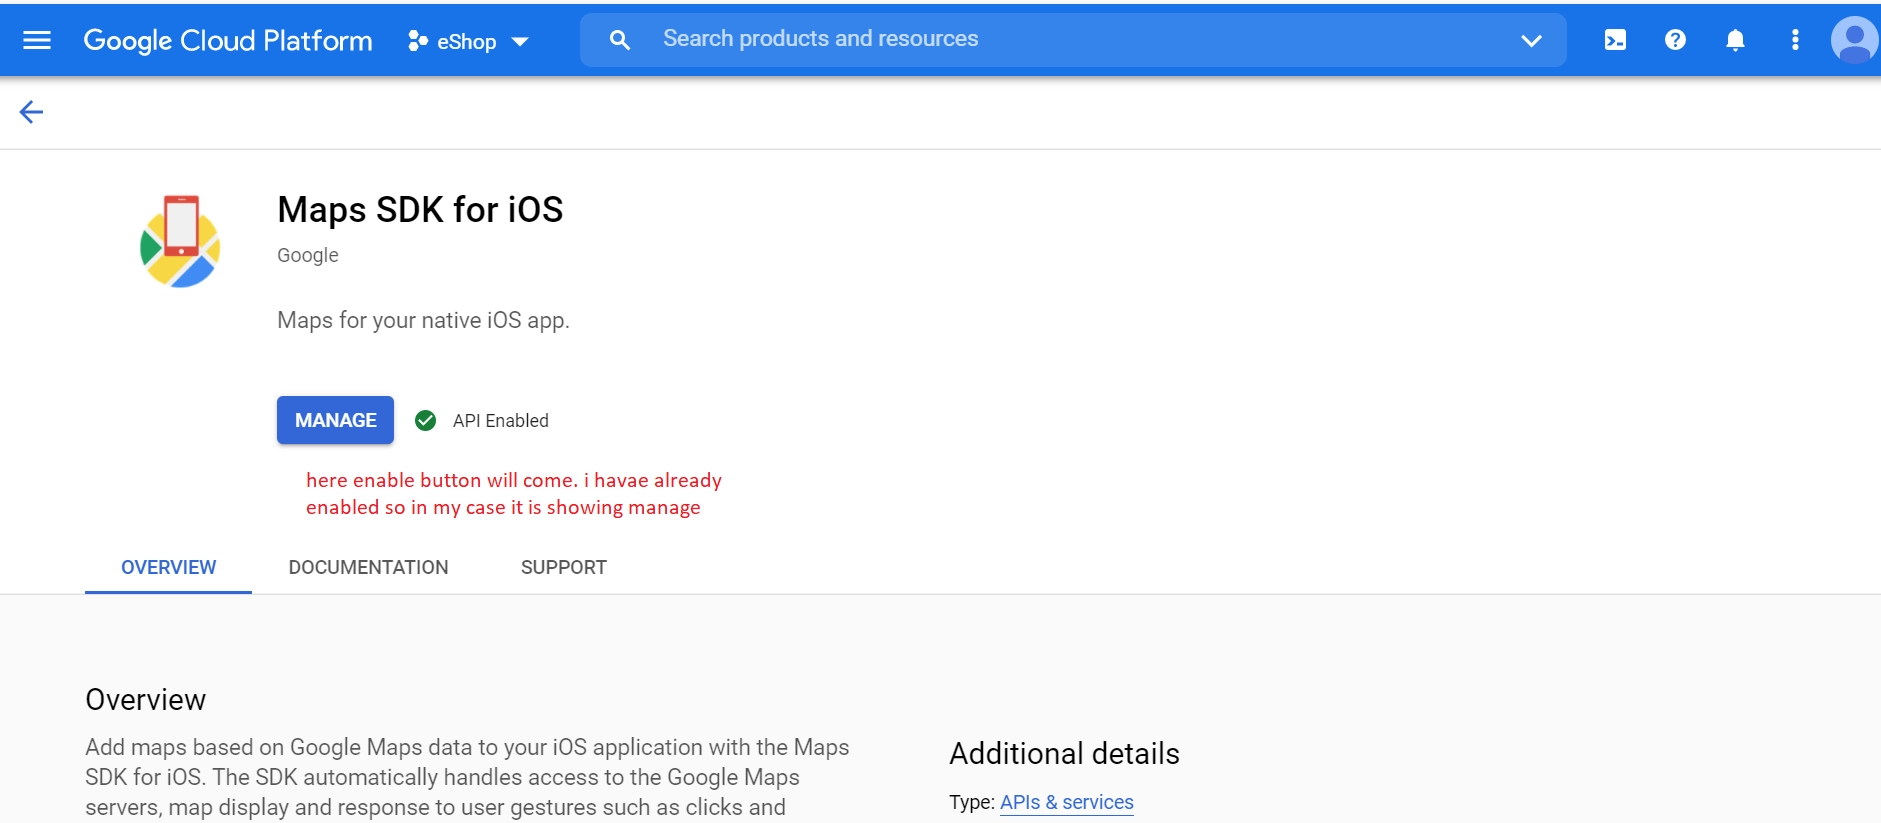 Google Cloud Platform eShop Search products and resources
Maps SDK for iOS
Google
Maps for your native iOS app.
MANAGE API Enabled
here enable button will come. i havae already
enabled so in my case it is showing manage
OVERVIEW DOCUMENTATION SUPPORT
Overview
Add maps based on Google Maps data to your iOS application with the Maps
SDK for iOS. The SDK automatically handles access to the Google Maps
servers, map display and response to user gestures such as clicks and
Additional details
Type: APIs & services